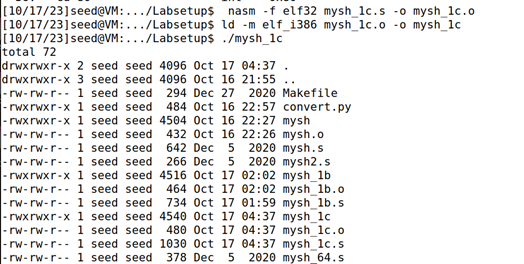 [10/17/23]seed@VM:.../Labsetup$  nasm -f elf32 mysh_1c.s -o mysh_1c.o
[10/17/23]seed@VM:.../Labsetup$ ld -m elf_i386 mysh_1c.o -o mysh_1c
[10/17/23]seed@VM:.../Labsetup$ ./mysh_1c
total 72
drwxrwxr-x 2 seed seed 4096 Oct 17 04:37 .
drwxrwxr-x 3 seed seed 4096 Oct 16 21:55 ..
-rw-rw-r-- 1 seed seed  294 Dec 27  2020 Makefile
-rwxrwxr-x 1 seed seed  484 Oct 16 22:57 convert.py
-rwxrwxr-x 1 seed seed 4504 Oct 16 22:27 mysh
-rw-rw-r-- 1 seed seed  432 Oct 16 22:26 mysh.o
-rw-rw-r-- 1 seed seed  642 Dec  5  2020 mysh.s
-rw-rw-r-- 1 seed seed  266 Dec  5  2020 mysh2.s
-rwxrwxr-x 1 seed seed 4516 Oct 17 02:02 mysh_1b
-rw-rw-r-- 1 seed seed  464 Oct 17 02:02 mysh_1b.o
-rw-rw-r-- 1 seed seed  734 Oct 17 01:59 mysh_1b.s
-rwxrwxr-x 1 seed seed 4540 Oct 17 04:37 mysh_1c
-rw-rw-r-- 1 seed seed  480 Oct 17 04:37 mysh_1c.o
-rw-rw-r-- 1 seed seed 1030 Oct 17 04:37 mysh_1c.s
-rw-rw-r-- 1 seed seed  378 Dec  5  2020 mysh_64.s